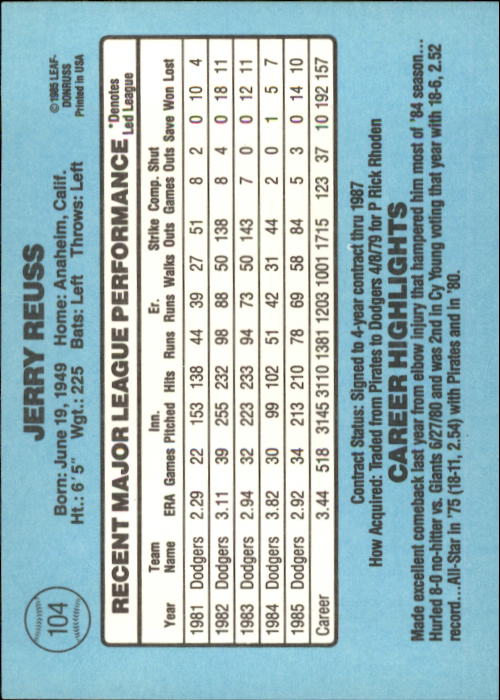 104
JERRY REUSS
© 1985 LEAF-
DONRUSS
Printed in USA
Born: June 19, 1949 Home: Anaheim, Calif.
Ht.: 6'5" Wgt.: 225 Bats: Left Throws: Left
RECENT MAJOR LEAGUE PERFORMANCE
*Denotes
Led League
Team Inn. Er. Strike Comp. Shut
Year Name ERA Games Pitched Hits Runs Runs Walks Outs Games Outs Save Won Lost
1981 Dodgers 2.29 22 153 138 44 39 27 51 8 2 0 10 4
1982 Dodgers 3.11 39 255 232 98 88 50 138 8 4 0 18 11
1983 Dodgers 2.94 32 223 233 94 73 50 143 7 0 0 12 11
1984 Dodgers 3.82 30 99 102 51 42 31 44 2 0 1 5 7
1985 Dodgers 2.92 34 213 210 78 69 58 84 5 3 0 14 10
Career 3.44 518 3145 3110 1381 1203 1001 1715 123 37 10 192 157
Contract Status: Signed to 4-year contract thru 1987
How Acquired: Traded from Pirates to Dodgers 4/8/79 for P Rick Rhoden
CAREER HIGHLIGHTS
Made excellent comeback last year from elbow injury that hampered him most of '84 season...
Hurled 8-0 no-hitter vs. Giants 6/27/80 and was 2nd in Cy Young voting that year with 18-6, 2.52
record...All-Star in '75 (18-11, 2.54) with Pirates and in '80.